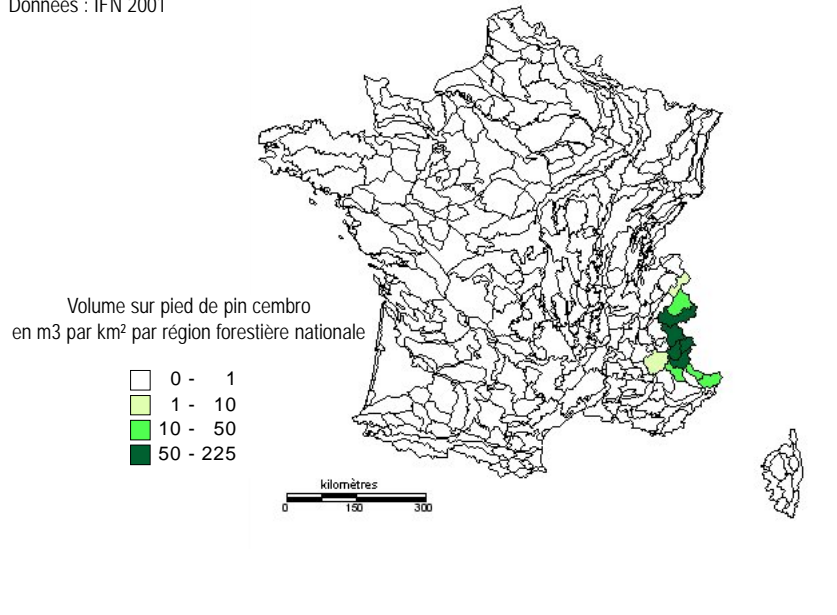 Données : IFN 2001
Volume sur pied de pin cembro
en m3 par km² par région forestière nationale
0 - 1
1 - 10
10 - 50
50 - 225
kilomètres
0 150 300